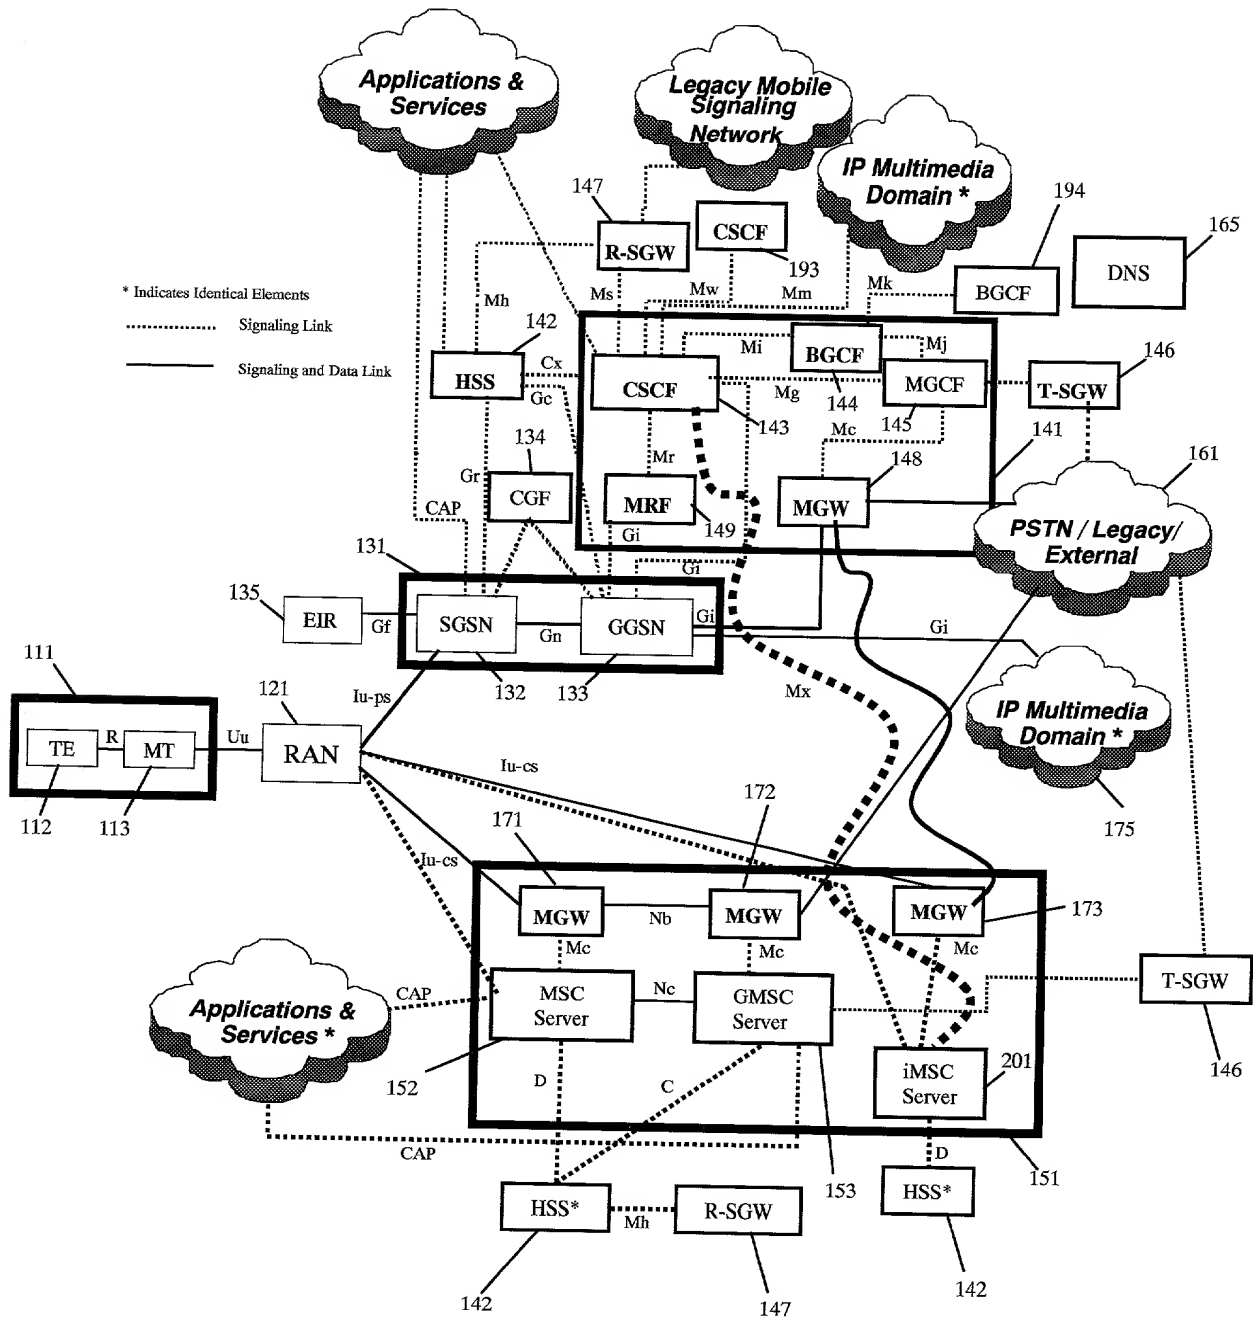 Applications &
Services
Legacy Mobile
Signaling
Network
IP Multimedia
Domain *
147
194
165
R-SGW
CSCF
193
BGCF
DNS
* Indicates Identical Elements
Signaling Link
Signaling and Data Link
Mh
Ms
Mw
Mm
Mk
142
HSS
Cx
Gc
CSCF
Mi
BGCF
Mj
144
MGCF
145
Mg
143
T-SGW
146
141
Mc
Mr
134
Gr
CGF
CAP
MRF
149
Gi
MGW
148
161
PSTN / Legacy/
External
131
135
EIR
Gf
SGSN
Gn
GGSN
Gi
Gi
Gi
132
133
111
121
Iu-ps
Mx
IP Multimedia
Domain *
175
TE
R
MT
Uu
RAN
112
113
Iu-cs
Iu-cs
171
172
MGW
Nb
MGW
MGW
173
Mc
Mc
Mc
Applications &
Services *
CAP
MSC
Server
Nc
GMSC
Server
T-SGW
146
152
iMSC
Server
201
D
C
CAP
D
153
151
HSS*
Mh
R-SGW
HSS*
142
147
142